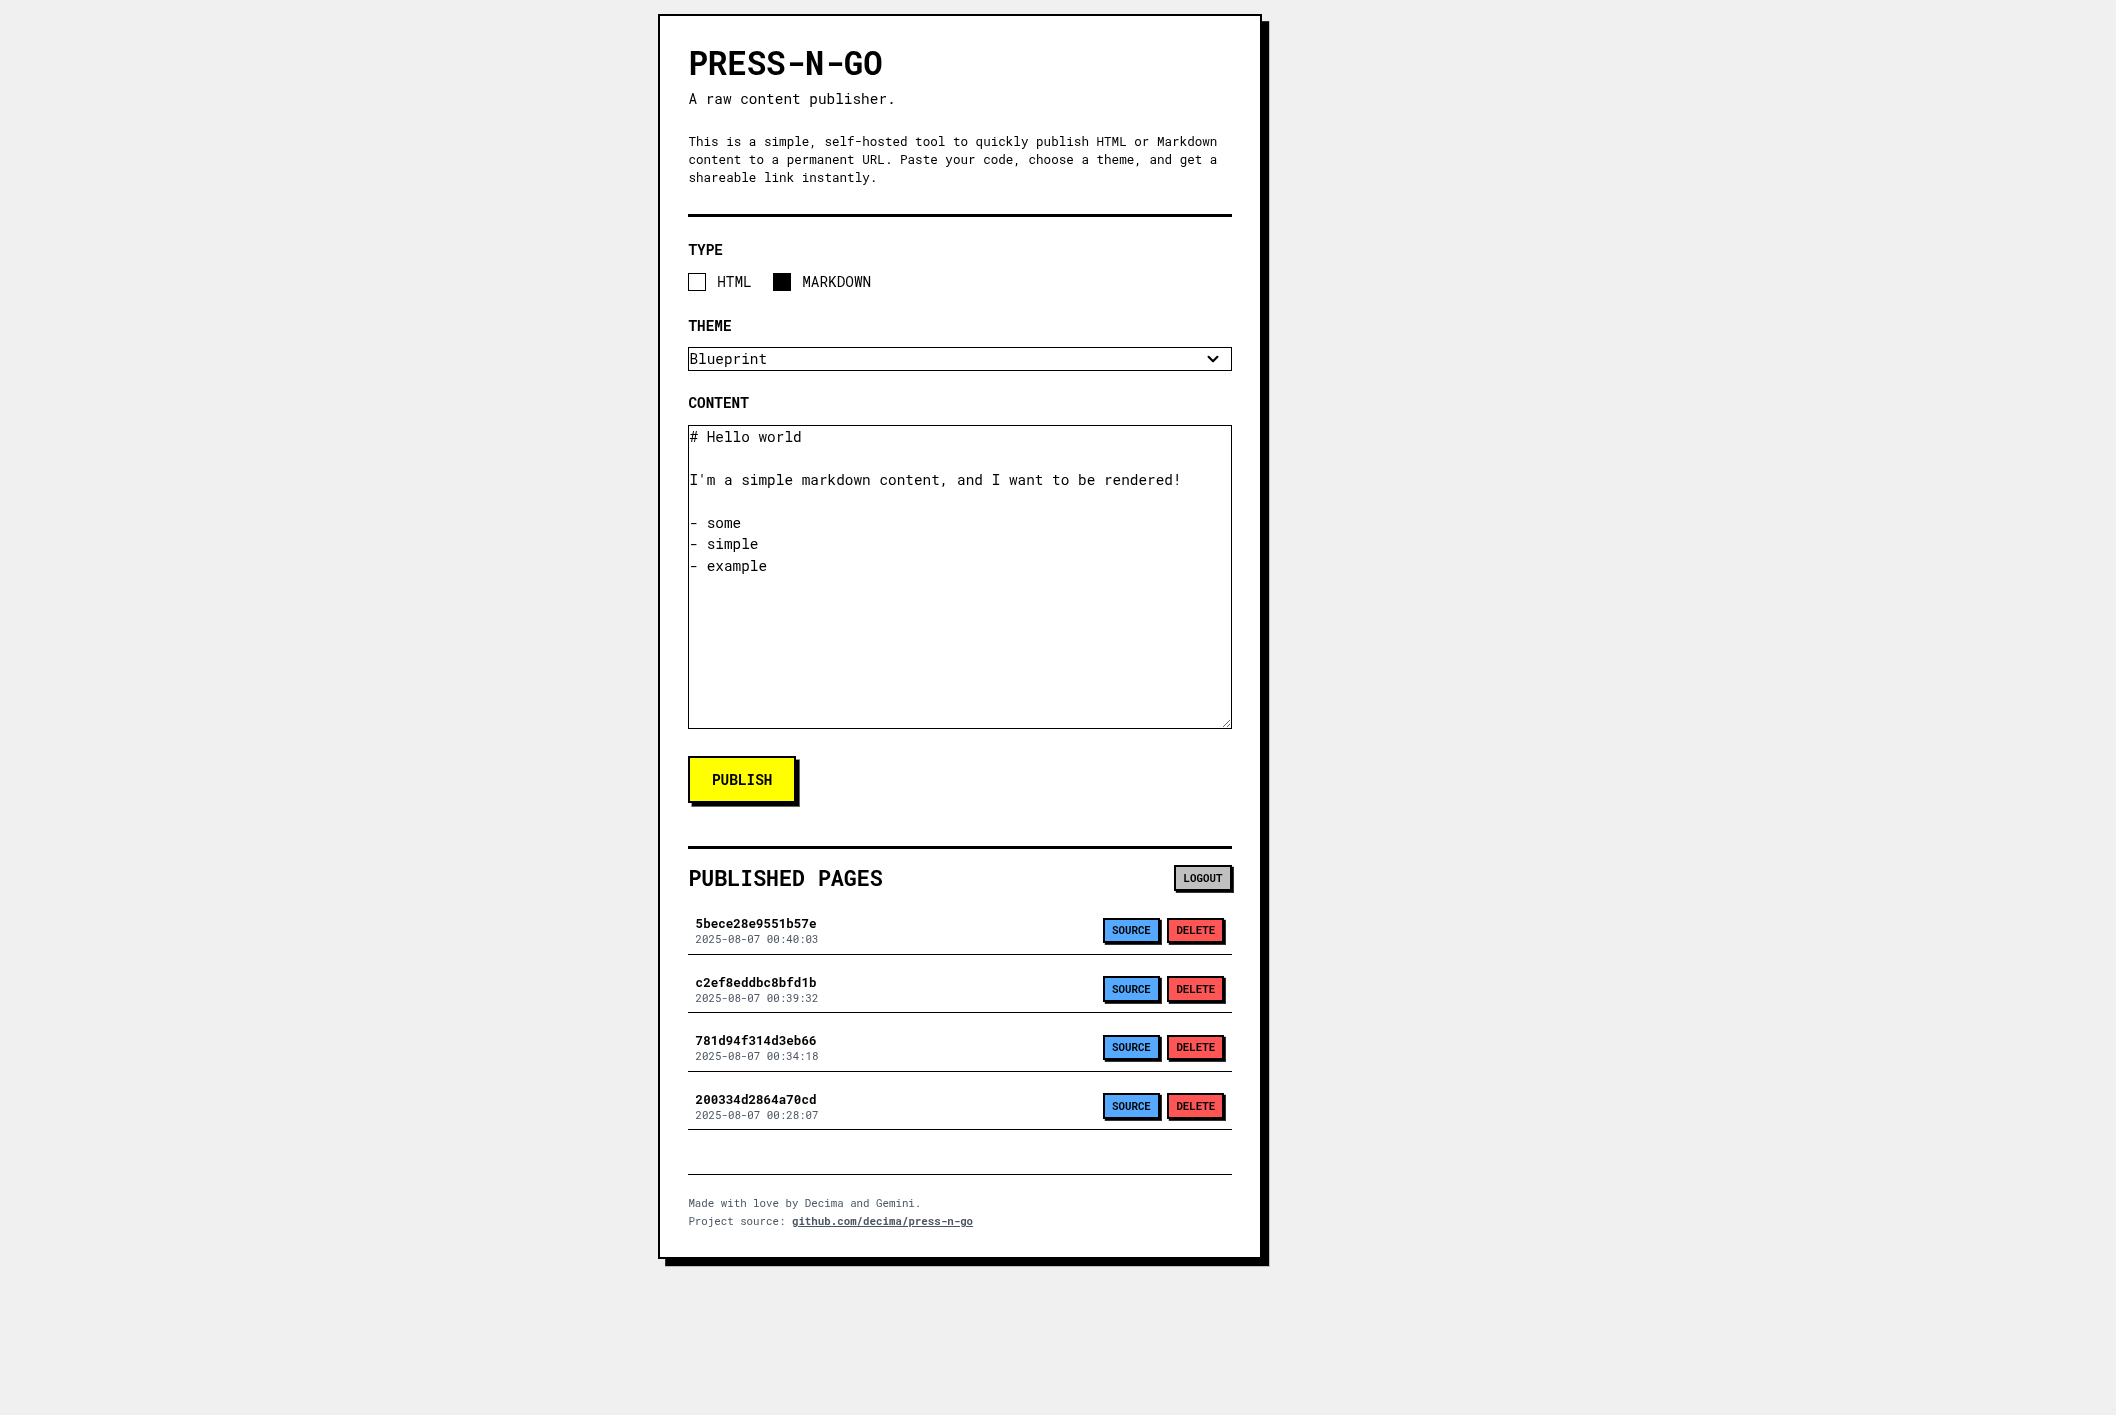 PRESS-N-GO
A raw content publisher.
This is a simple, self-hosted tool to quickly publish HTML or Markdown
content to a permanent URL. Paste your code, choose a theme, and get a
shareable link instantly.
TYPE
HTML MARKDOWN
THEME
Blueprint
CONTENT
# Hello world
I'm a simple markdown content, and I want to be rendered!
- some
- simple
- example
PUBLISH
PUBLISHED PAGES LOGOUT
5bece28e9551b57e
2025-08-07 00:40:03
SOURCE DELETE
c2ef8eddbc8bfd1b
2025-08-07 00:39:32
SOURCE DELETE
781d94f314d3eb66
2025-08-07 00:34:18
SOURCE DELETE
200334d2864a70cd
2025-08-07 00:28:07
SOURCE DELETE
Made with love by Decima and Gemini.
Project source: github.com/decima/press-n-go